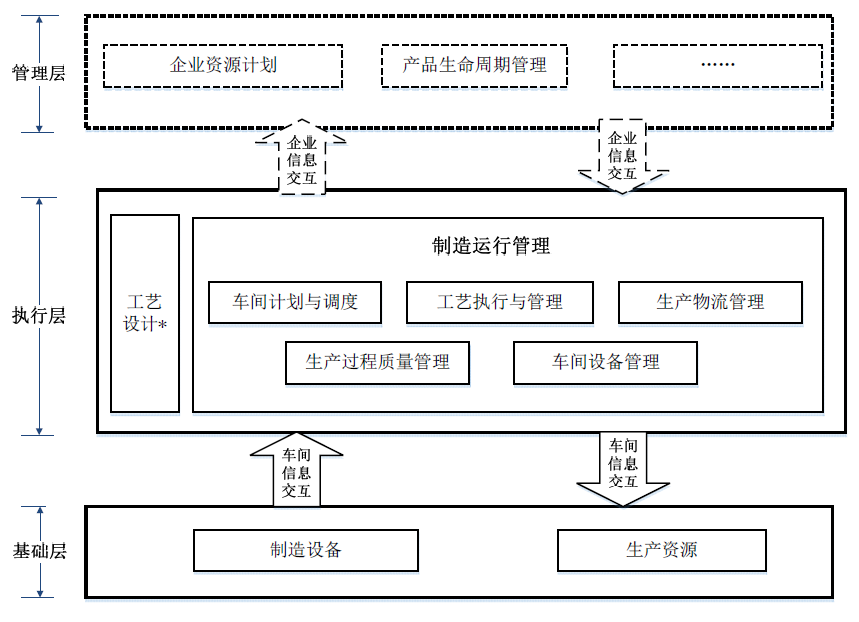 管理层
企业资源计划
产品生命周期管理
……
企业
信息
交互
企业
信息
交互
执行层
工艺
设计*
制造运行管理
车间计划与调度
工艺执行与管理
生产物流管理
生产过程质量管理
车间设备管理
车间
信息
交互
车间
信息
交互
基础层
制造设备
生产资源